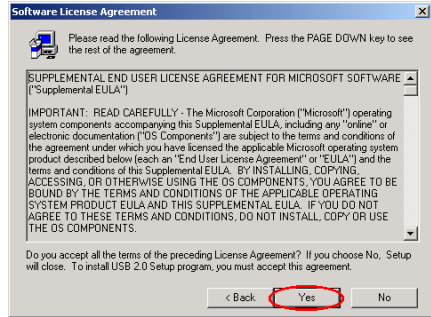 Software License Agreement
Please read the following License Agreement. Press the PAGE DOWN key to see
the rest of the agreement.
SUPPLEMENTAL END USER LICENSE AGREEMENT FOR MICROSOFT SOFTWARE
("Supplemental EULA")
IMPORTANT: READ CAREFULLY - The Microsoft Corporation ("Microsoft") operating
system components accompanying this Supplemental EULA, including any "online" or
electronic documentation ("OS Components") are subject to the terms and conditions of
the agreement under which you have licensed the applicable Microsoft operating system
product described below (each an "End User License Agreement" or "EULA") and the
terms and conditions of this Supplemental EULA. BY INSTALLING, COPYING,
ACCESSING, OR OTHERWISE USING THE OS COMPONENTS, YOU AGREE TO BE
BOUND BY THE TERMS AND CONDITIONS OF THE APPLICABLE OPERATING
SYSTEM PRODUCT EULA AND THIS SUPPLEMENTAL EULA. IF YOU DO NOT
AGREE TO THESE TERMS AND CONDITIONS, DO NOT INSTALL, COPY OR USE
THE OS COMPONENTS.
Do you accept all the terms of the preceding License Agreement? If you choose No, Setup
will close. To install USB 2.0 Setup program, you must accept this agreement.
< Back Yes No